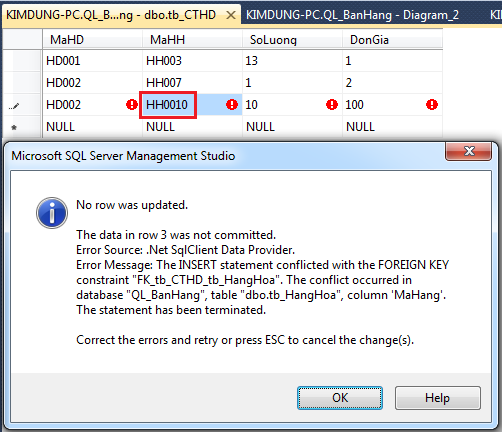 KIMDUNG-PC.QL_B...ng - dbo.tb_CTHD KIMDUNG-PC.QL_BanHang - Diagram_2 KI
MaHD MaHH SoLuong DonGia
HD001 HH003 13 1
HD002 HH007 1 2
HD002 HH0010 10 100
NULL NULL NULL NULL
Microsoft SQL Server Management Studio
No row was updated.
The data in row 3 was not committed.
Error Source: .Net SqlClient Data Provider.
Error Message: The INSERT statement conflicted with the FOREIGN KEY
constraint "FK_tb_CTHD_tb_HangHoa". The conflict occurred in
database "QL_BanHang", table "dbo.tb_HangHoa", column 'MaHang'.
The statement has been terminated.
Correct the errors and retry or press ESC to cancel the change(s).
OK Help